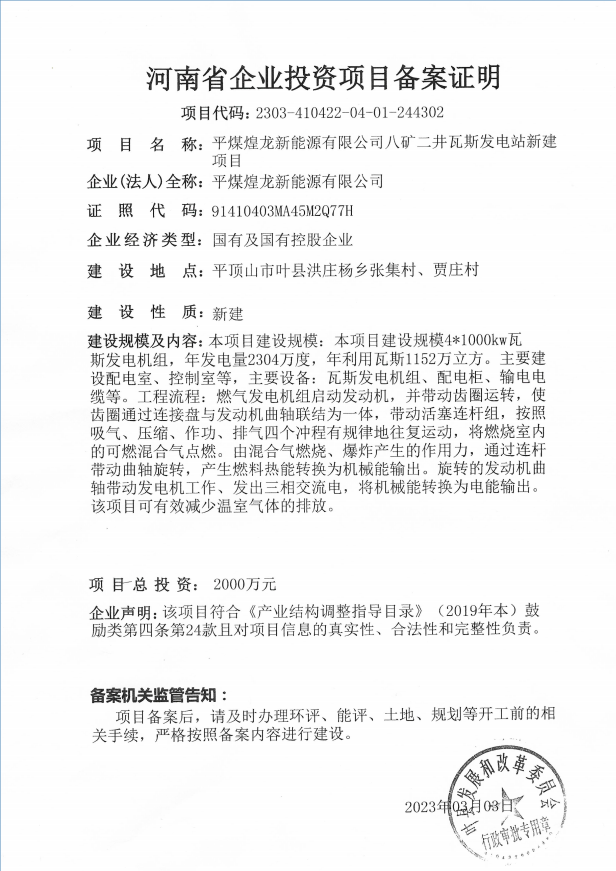 河南省企业投资项目备案证明
项目代码：2303-410422-04-01-244302
项目名称：平煤煌龙新能源有限公司八矿二井瓦斯发电站新建
项目
企业(法人)全称：平煤煌龙新能源有限公司
证照代码：91410403MA45M2Q77H
企业经济类型：国有及国有控股企业
建设地点：平顶山市叶县洪庄杨乡张集村、贾庄村
建设性质：新建
建设规模及内容：本项目建设规模：本项目建设规模4*1000kw瓦
斯发电机组，年发电量2304万度，年利用瓦斯1152万立方。主要建
设配电室、控制室等，主要设备：瓦斯发电机组、配电柜、输电电
缆等。工程流程：燃气发电机组启动发动机，并带动齿圈运转，使
齿圈通过连接盘与发动机曲轴联结为一体，带动活塞连杆组，按照
吸气、压缩、作功、排气四个冲程有规律地往复运动，将燃烧室内
的可燃混合气点燃。由混合气燃烧、爆炸产生的作用力，通过连杆
带动曲轴旋转，产生燃料热能转换为机械能输出。旋转的发动机曲
轴带动发电机工作、发出三相交流电，将机械能转换为电能输出。
该项目可有效减少温室气体的排放。
项目总投资：2000万元
企业声明：该项目符合《产业结构调整指导目录》（2019年本）鼓
励类第四条第24款且对项目信息的真实性、合法性和完整性负责。
备案机关监管告知：
项目备案后，请及时办理环评、能评、土地、规划等开工前的相
关手续，严格按照备案内容进行建设。
叶县发展和改革委员会
2023年03月03日
行政审批专用章